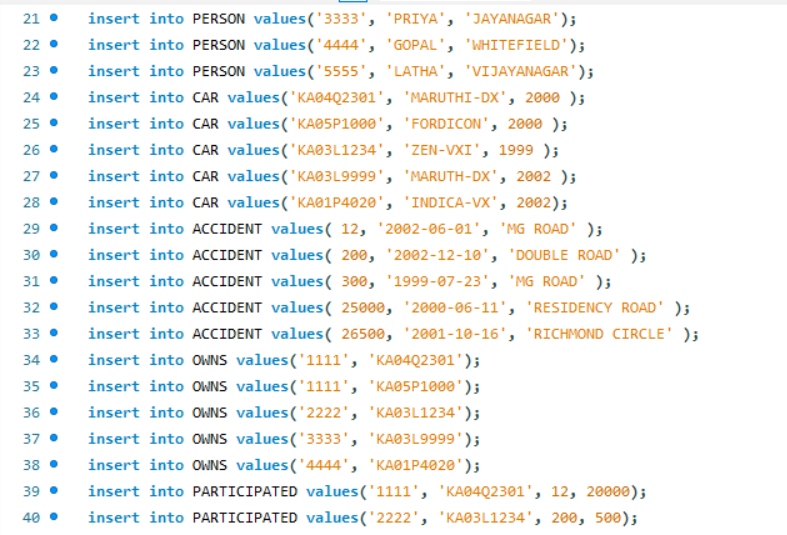 21 insert into PERSON values('3333', 'PRIYA', 'JAYANAGAR');
22 insert into PERSON values('4444', 'GOPAL', 'WHITEFIELD');
23 insert into PERSON values('5555', 'LATHA', 'VIJAYANAGAR');
24 insert into CAR values('KA04Q2301', 'MARUTHI-DX', 2000 );
25 insert into CAR values('KA05P1000', 'FORDICON', 2000 );
26 insert into CAR values('KA03L1234', 'ZEN-VXI', 1999 );
27 insert into CAR values('KA03L9999', 'MARUTH-DX', 2002 );
28 insert into CAR values('KA01P4020', 'INDICA-VX', 2002);
29 insert into ACCIDENT values( 12, '2002-06-01', 'MG ROAD' );
30 insert into ACCIDENT values( 200, '2002-12-10', 'DOUBLE ROAD' );
31 insert into ACCIDENT values( 300, '1999-07-23', 'MG ROAD' );
32 insert into ACCIDENT values( 25000, '2000-06-11', 'RESIDENCY ROAD' );
33 insert into ACCIDENT values( 26500, '2001-10-16', 'RICHMOND CIRCLE' );
34 insert into OWNS values('1111', 'KA04Q2301');
35 insert into OWNS values('1111', 'KA05P1000');
36 insert into OWNS values('2222', 'KA03L1234');
37 insert into OWNS values('3333', 'KA03L9999');
38 insert into OWNS values('4444', 'KA01P4020');
39 insert into PARTICIPATED values('1111', 'KA04Q2301', 12, 20000);
40 insert into PARTICIPATED values('2222', 'KA03L1234', 200, 500);